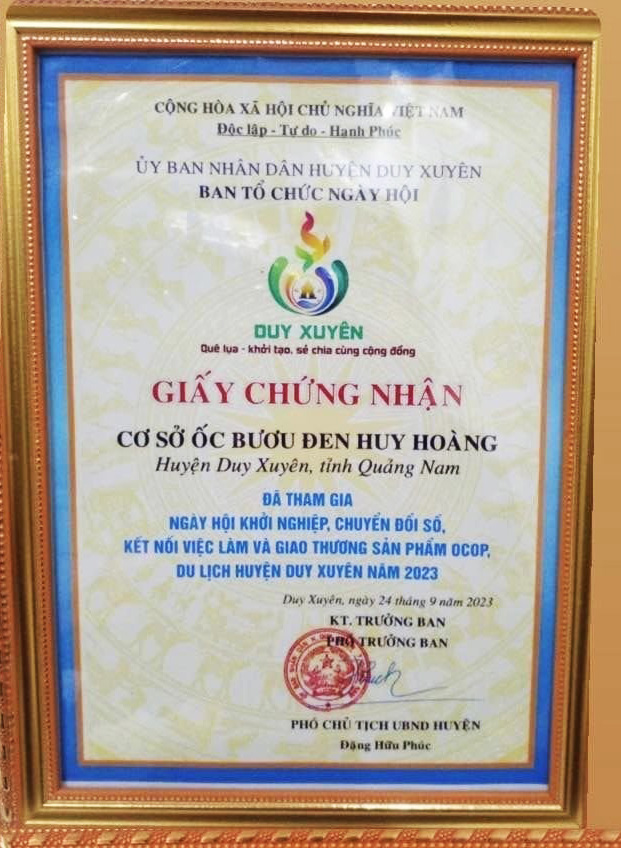 CỘNG HÒA XÃ HỘI CHỦ NGHĨA VIỆT NAM
Độc lập - Tự do - Hạnh Phúc
ỦY BAN NHÂN DÂN HUYỆN DUY XUYÊN
BAN TỔ CHỨC NGÀY HỘI
DUY XUYÊN
Quê lụa - khởi tạo, sẻ chia cùng cộng đồng
GIẤY CHỨNG NHẬN
CƠ SỞ ỐC BƯƠU ĐEN HUY HOÀNG
Huyện Duy Xuyên, tỉnh Quảng Nam
ĐÃ THAM GIA
NGÀY HỘI KHỞI NGHIỆP, CHUYỂN ĐỔI SỐ,
KẾT NỐI VIỆC LÀM VÀ GIAO THƯƠNG SẢN PHẨM OCOP,
DU LỊCH HUYỆN DUY XUYÊN NĂM 2023
Duy Xuyên, ngày 24 tháng 9 năm 2023
KT. TRƯỞNG BAN
PHÓ TRƯỞNG BAN
PHÓ CHỦ TỊCH UBND HUYỆN
Đặng Hữu Phúc